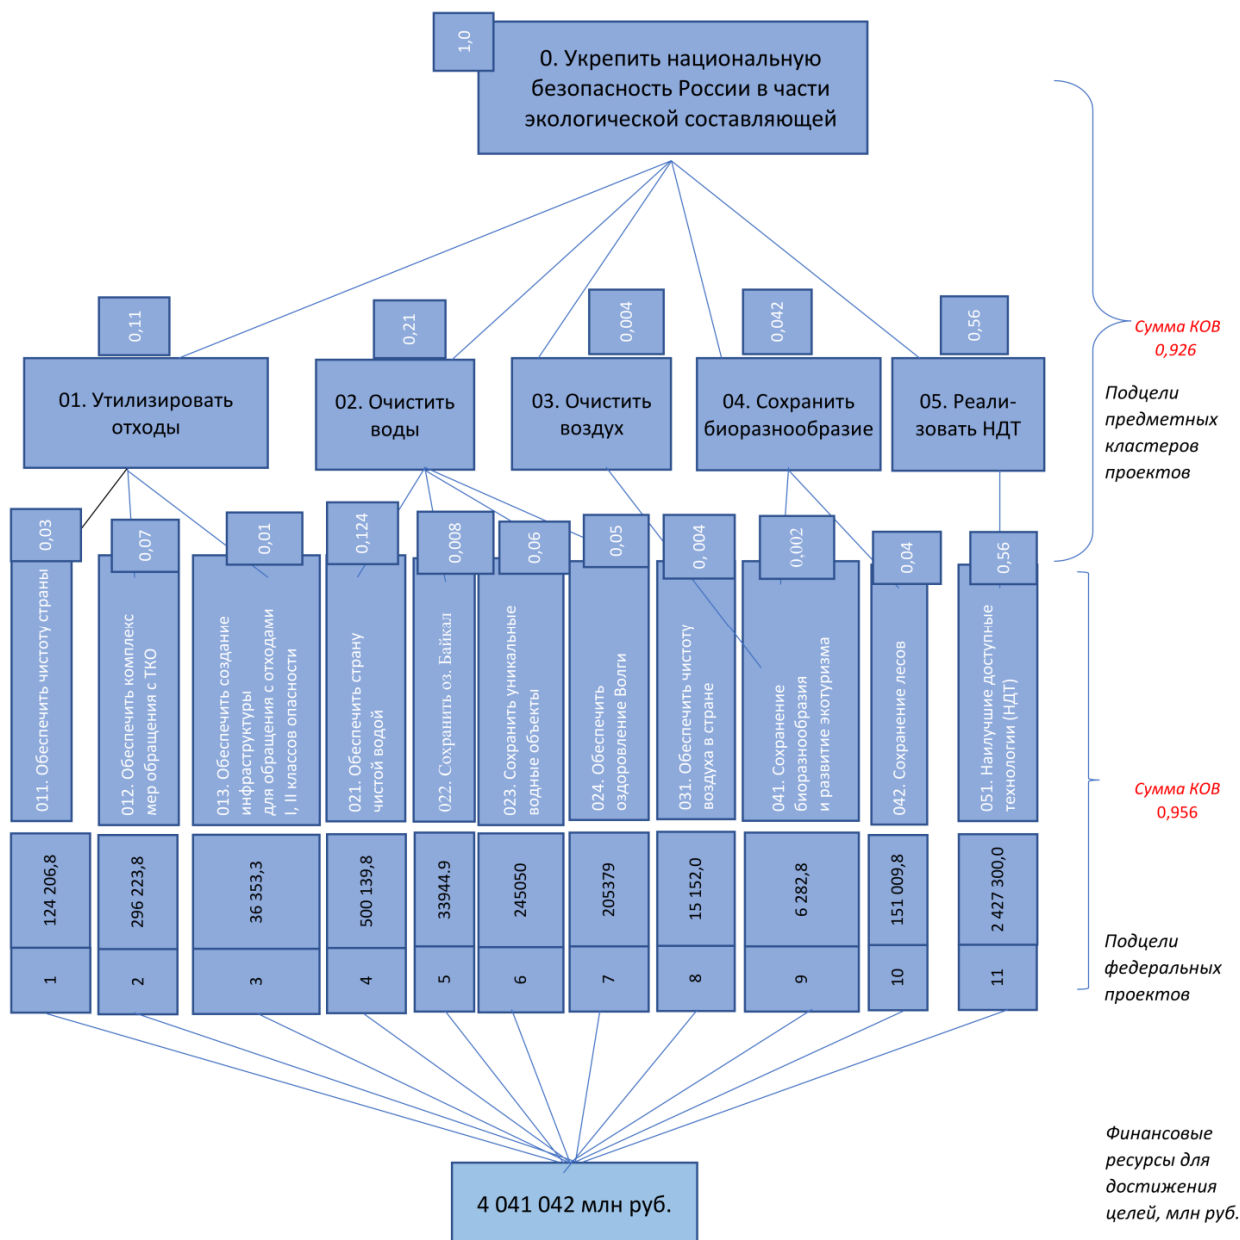 1,0
0. Укрепить национальную
безопасность России в части
экологической составляющей
0,11
0,21
0,004
0,042
0,56
Сумма КОВ
0,926
01. Утилизировать
отходы
02. Очистить
воды
03. Очистить
воздух
04. Сохранить
биоразнообразие
05. Реали-
зовать НДТ
Подцели
предметных
кластеров
проектов
0,03
0,07
0,01
0,124
0,008
0,06
0,05
0, 004
0,002
0,04
0,56
011. Обеспечить чистоту страны
012. Обеспечить комплекс
мер обращения с ТКО
013. Обеспечить создание
инфраструктуры
для обращения с отходами
I, II классов опасности
021. Обеспечить страну
чистой водой
022. Сохранить оз. Байкал
023. Сохранить уникальные
водные объекты
024. Обеспечить
оздоровление Волги
031. Обеспечить чистоту
воздуха в стране
041. Сохранение
биоразнообразия
и развитие экотуризма
042. Сохранение лесов
051. Наилучшие доступные
технологии (НДТ)
Сумма КОВ
0,956
124 206,8
296 223,8
36 353,3
500 139,8
33944.9
245050
205379
15 152,0
6 282,8
151 009,8
2 427 300,0
1
2
3
4
5
6
7
8
9
10
11
Подцели
федеральных
проектов
4 041 042 млн руб.
Финансовые
ресурсы для
достижения
целей, млн руб.